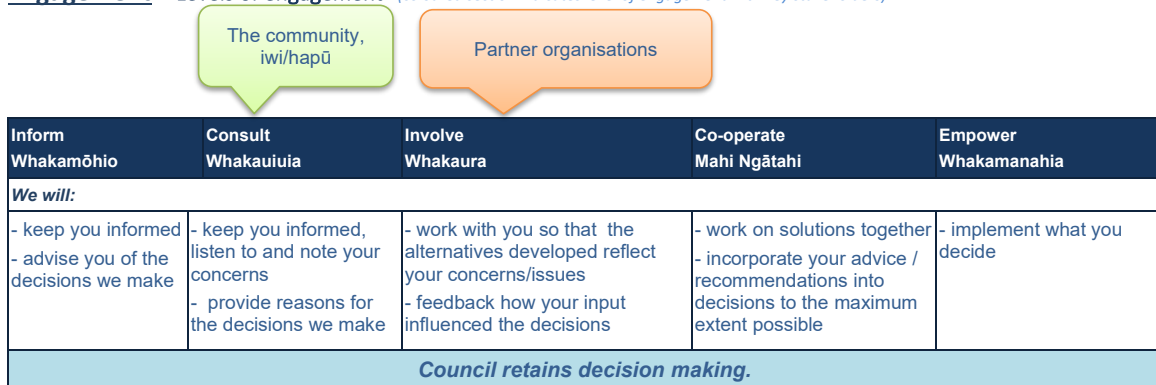 The community,
iwi/hapū
Partner organisations
Inform
Whakamōhio
Consult
Whakauiuia
Involve
Whakaura
Co-operate
Mahi Ngātahi
Empower
Whakamanahia
We will:
- keep you informed
- advise you of the
decisions we make
- keep you informed,
listen to and note your
concerns
- provide reasons for
the decisions we make
- work with you so that the
alternatives developed reflect
your concerns/issues
- feedback how your input
influenced the decisions
- work on solutions together
- incorporate your advice /
recommendations into
decisions to the maximum
extent possible
- implement what you
decide
Council retains decision making.